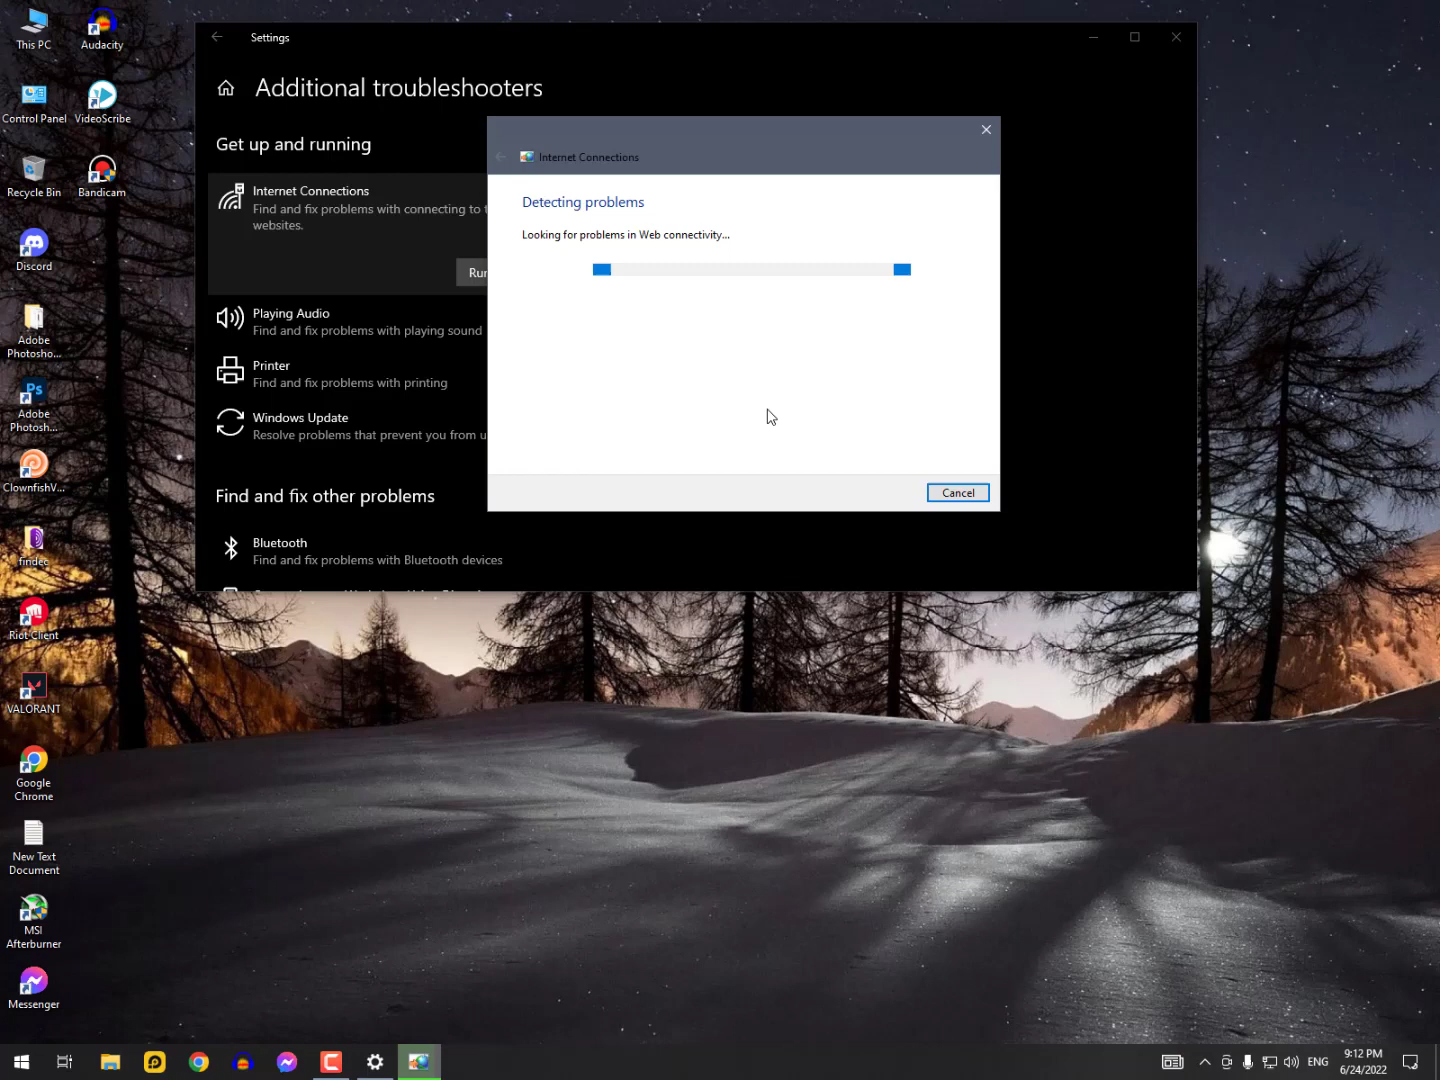 This PC
Audacity
Control Panel
VideoScribe
Recycle Bin
Bandicam
Discord
Adobe
Photosho...
Adobe
Photosh...
ClownfishV...
findec
Riot Client
VALORANT
Google
Chrome
New Text
Document
MSI
Afterburner
Messenger
Settings
Additional troubleshooters
Get up and running
Internet Connections
Find and fix problems with connecting to
websites.
Run
Playing Audio
Find and fix problems with playing sound
Printer
Find and fix problems with printing
Windows Update
Resolve problems that prevent you from
Find and fix other problems
Bluetooth
Find and fix problems with Bluetooth devices
Internet Connections
Detecting problems
Looking for problems in Web connectivity...
Cancel
ENG
9:12 PM
6/24/2022